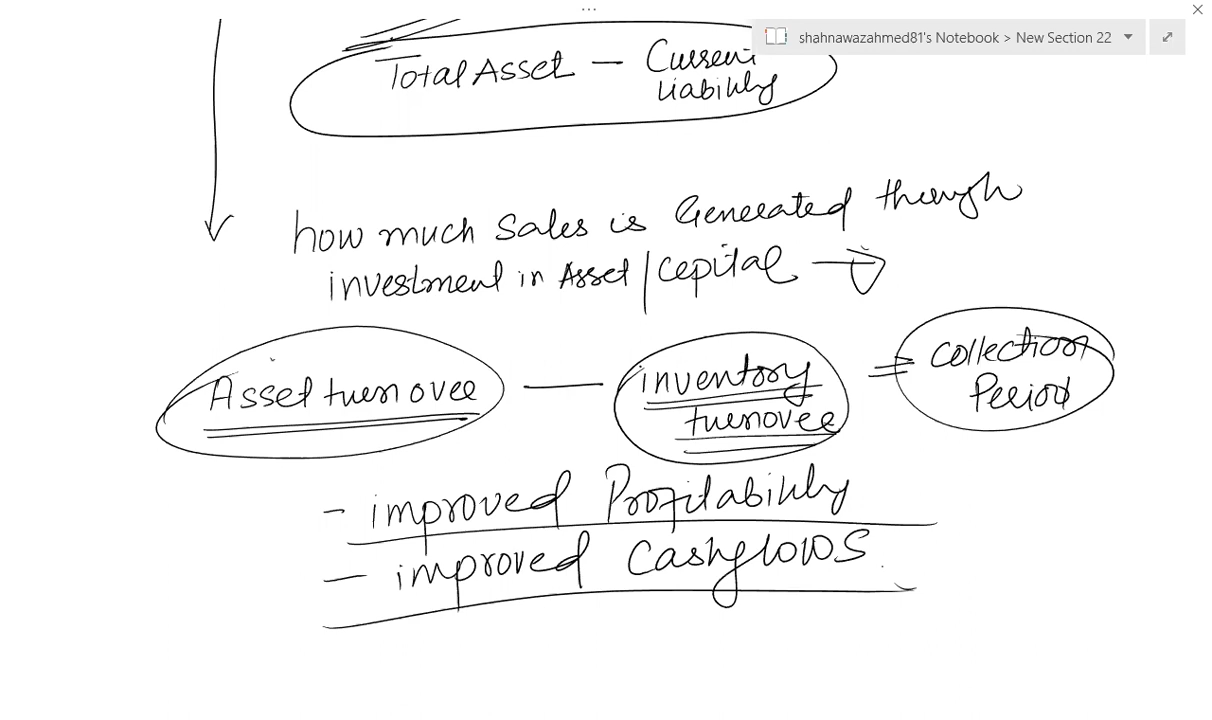 ...
shahnawazahmed81's Notebook > New Section 22
Total Asset — Current
Liability
how much Sales is Generated through
investment in Asset / Capital →
Asset turnover — inventory
turnover = Collection
Period
- improved Profitability
- improved Cashflows